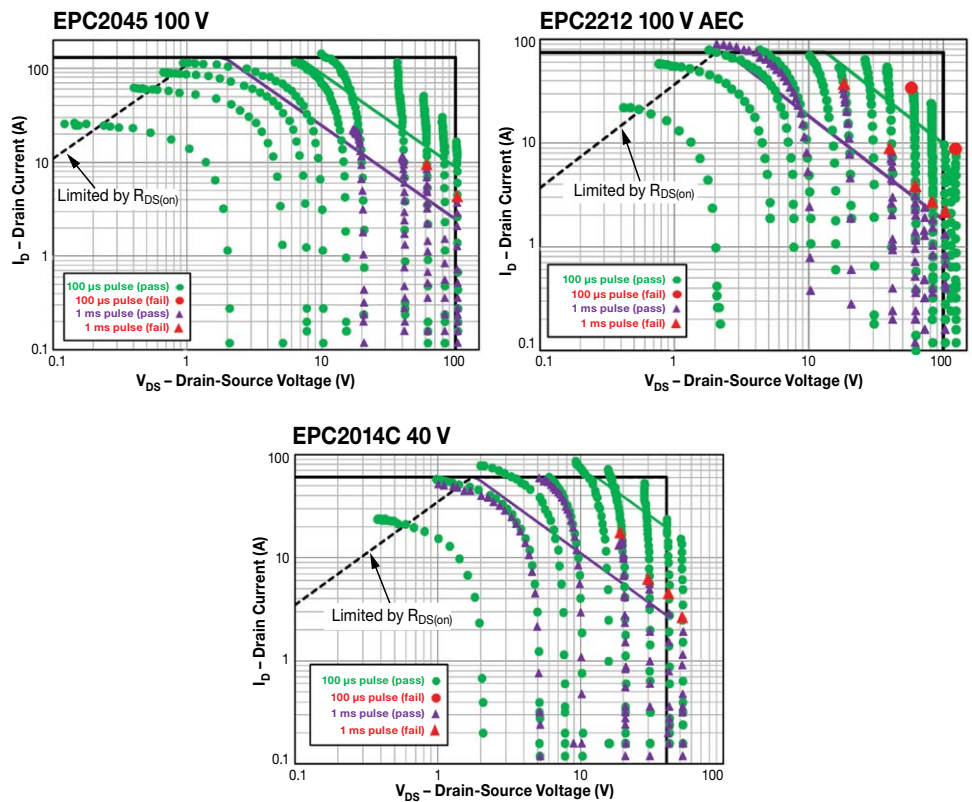 EPC2045 100 V
100
10
1
0.1
I_D – Drain Current (A)
Limited by R_DS(on)
100 µs pulse (pass)
100 µs pulse (fail)
1 ms pulse (pass)
1 ms pulse (fail)
0.1
1
10
100
V_DS – Drain-Source Voltage (V)
EPC2212 100 V AEC
100
10
1
0.1
I_D – Drain Current (A)
Limited by R_DS(on)
100 µs pulse (pass)
100 µs pulse (fail)
1 ms pulse (pass)
1 ms pulse (fail)
0.1
1
10
100
V_DS – Drain-Source Voltage (V)
EPC2014C 40 V
100
10
1
0.1
I_D – Drain Current (A)
Limited by R_DS(on)
100 µs pulse (pass)
100 µs pulse (fail)
1 ms pulse (pass)
1 ms pulse (fail)
0.1
1
10
100
V_DS – Drain-Source Voltage (V)